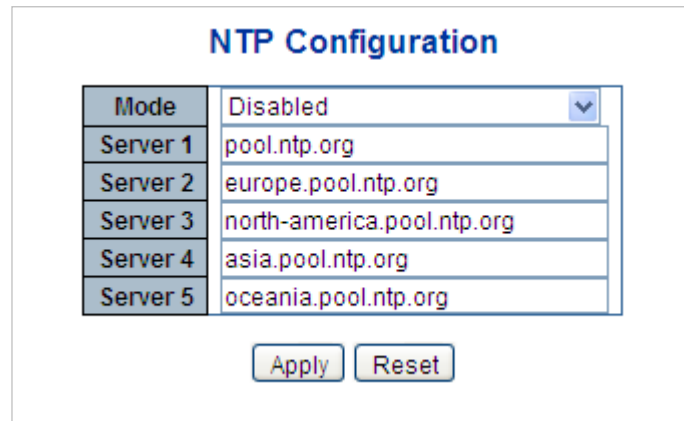 NTP Configuration
Mode Disabled
Server 1 pool.ntp.org
Server 2 europe.pool.ntp.org
Server 3 north-america.pool.ntp.org
Server 4 asia.pool.ntp.org
Server 5 oceania.pool.ntp.org
Apply Reset